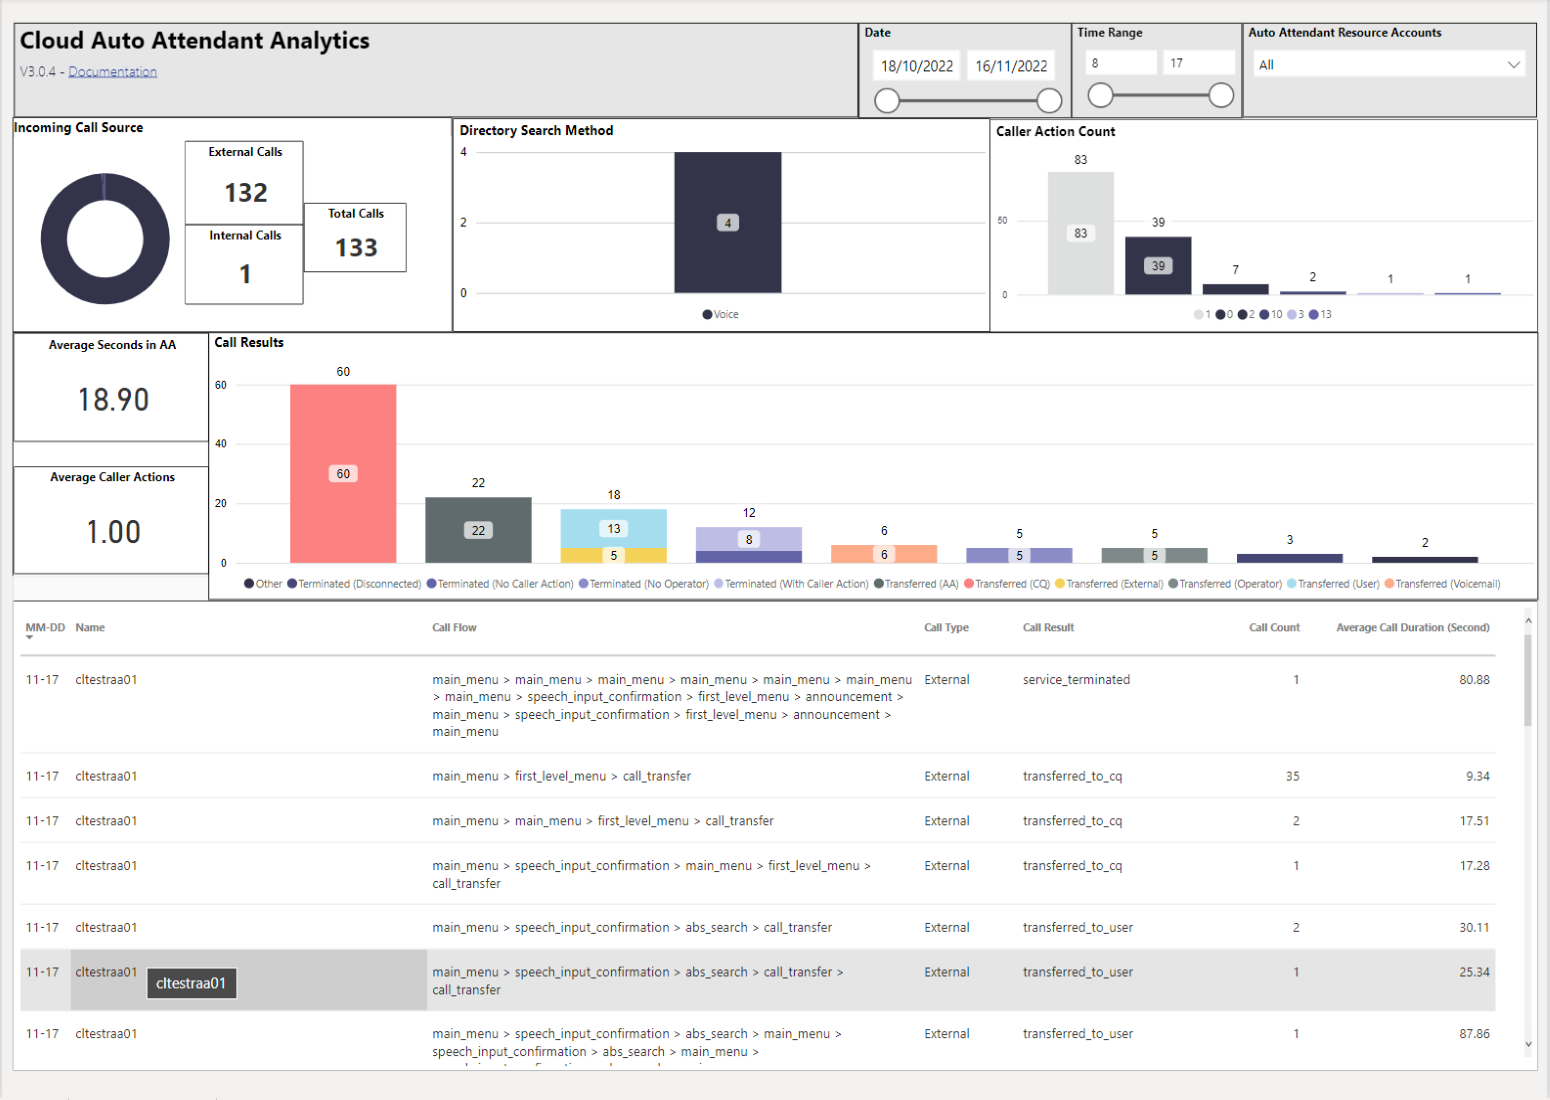 Cloud Auto Attendant Analytics
V3.0.4 - Documentation
Date
18/10/2022 16/11/2022
Time Range
8 17
Auto Attendant Resource Accounts
All
Incoming Call Source
External Calls
132
Internal Calls
1
Total Calls
133
Directory Search Method
4
2
0
4
Voice
Caller Action Count
50
0
83
83
39
39
7
2
1
1
1 0 2 10 3 13
Average Seconds in AA
18.90
Average Caller Actions
1.00
Call Results
60
40
20
0
60
60
22
22
18
13
5
12
8
6
6
5
5
5
5
3
2
Other Terminated (Disconnected) Terminated (No Caller Action) Terminated (No Operator) Terminated (With Caller Action) Transferred (AA) Transferred (CQ) Transferred (External) Transferred (Operator) Transferred (User) Transferred (Voicemail)
MM-DD Name Call Flow Call Type Call Result Call Count Average Call Duration (Second)
11-17 cltestraa01 main_menu > main_menu > main_menu > main_menu > main_menu > main_menu External service_terminated 1 80.88
> main_menu > speech_input_confirmation > first_level_menu > announcement >
main_menu > speech_input_confirmation > first_level_menu > announcement >
main_menu
11-17 cltestraa01 main_menu > first_level_menu > call_transfer External transferred_to_cq 35 9.34
11-17 cltestraa01 main_menu > main_menu > first_level_menu > call_transfer External transferred_to_cq 2 17.51
11-17 cltestraa01 main_menu > speech_input_confirmation > main_menu > first_level_menu > External transferred_to_cq 1 17.28
call_transfer
11-17 cltestraa01 main_menu > speech_input_confirmation > abs_search > call_transfer External transferred_to_user 2 30.11
11-17 cltestraa01 main_menu > speech_input_confirmation > abs_search > call_transfer > External transferred_to_user 1 25.34
call_transfer
cltestraa01
11-17 cltestraa01 main_menu > speech_input_confirmation > abs_search > main_menu > External transferred_to_user 1 87.86
speech_input_confirmation > abs_search > main_menu >